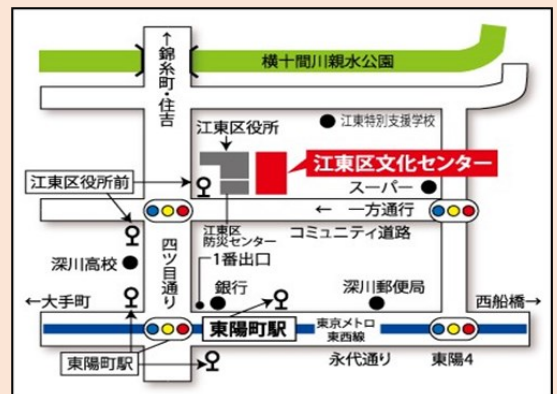 横十間川親水公園
↑錦糸町・住吉
江東区役所
江東特別支援学校
江東区文化センター
江東区役所前
スーパー
← 一方通行
江東区
防災センター
コミュニティ道路
四ツ目通り
1番出口
深川高校
銀行
深川郵便局
←大手町
西船橋→
東陽町駅
東京メトロ
東西線
東陽町駅
永代通り
東陽4